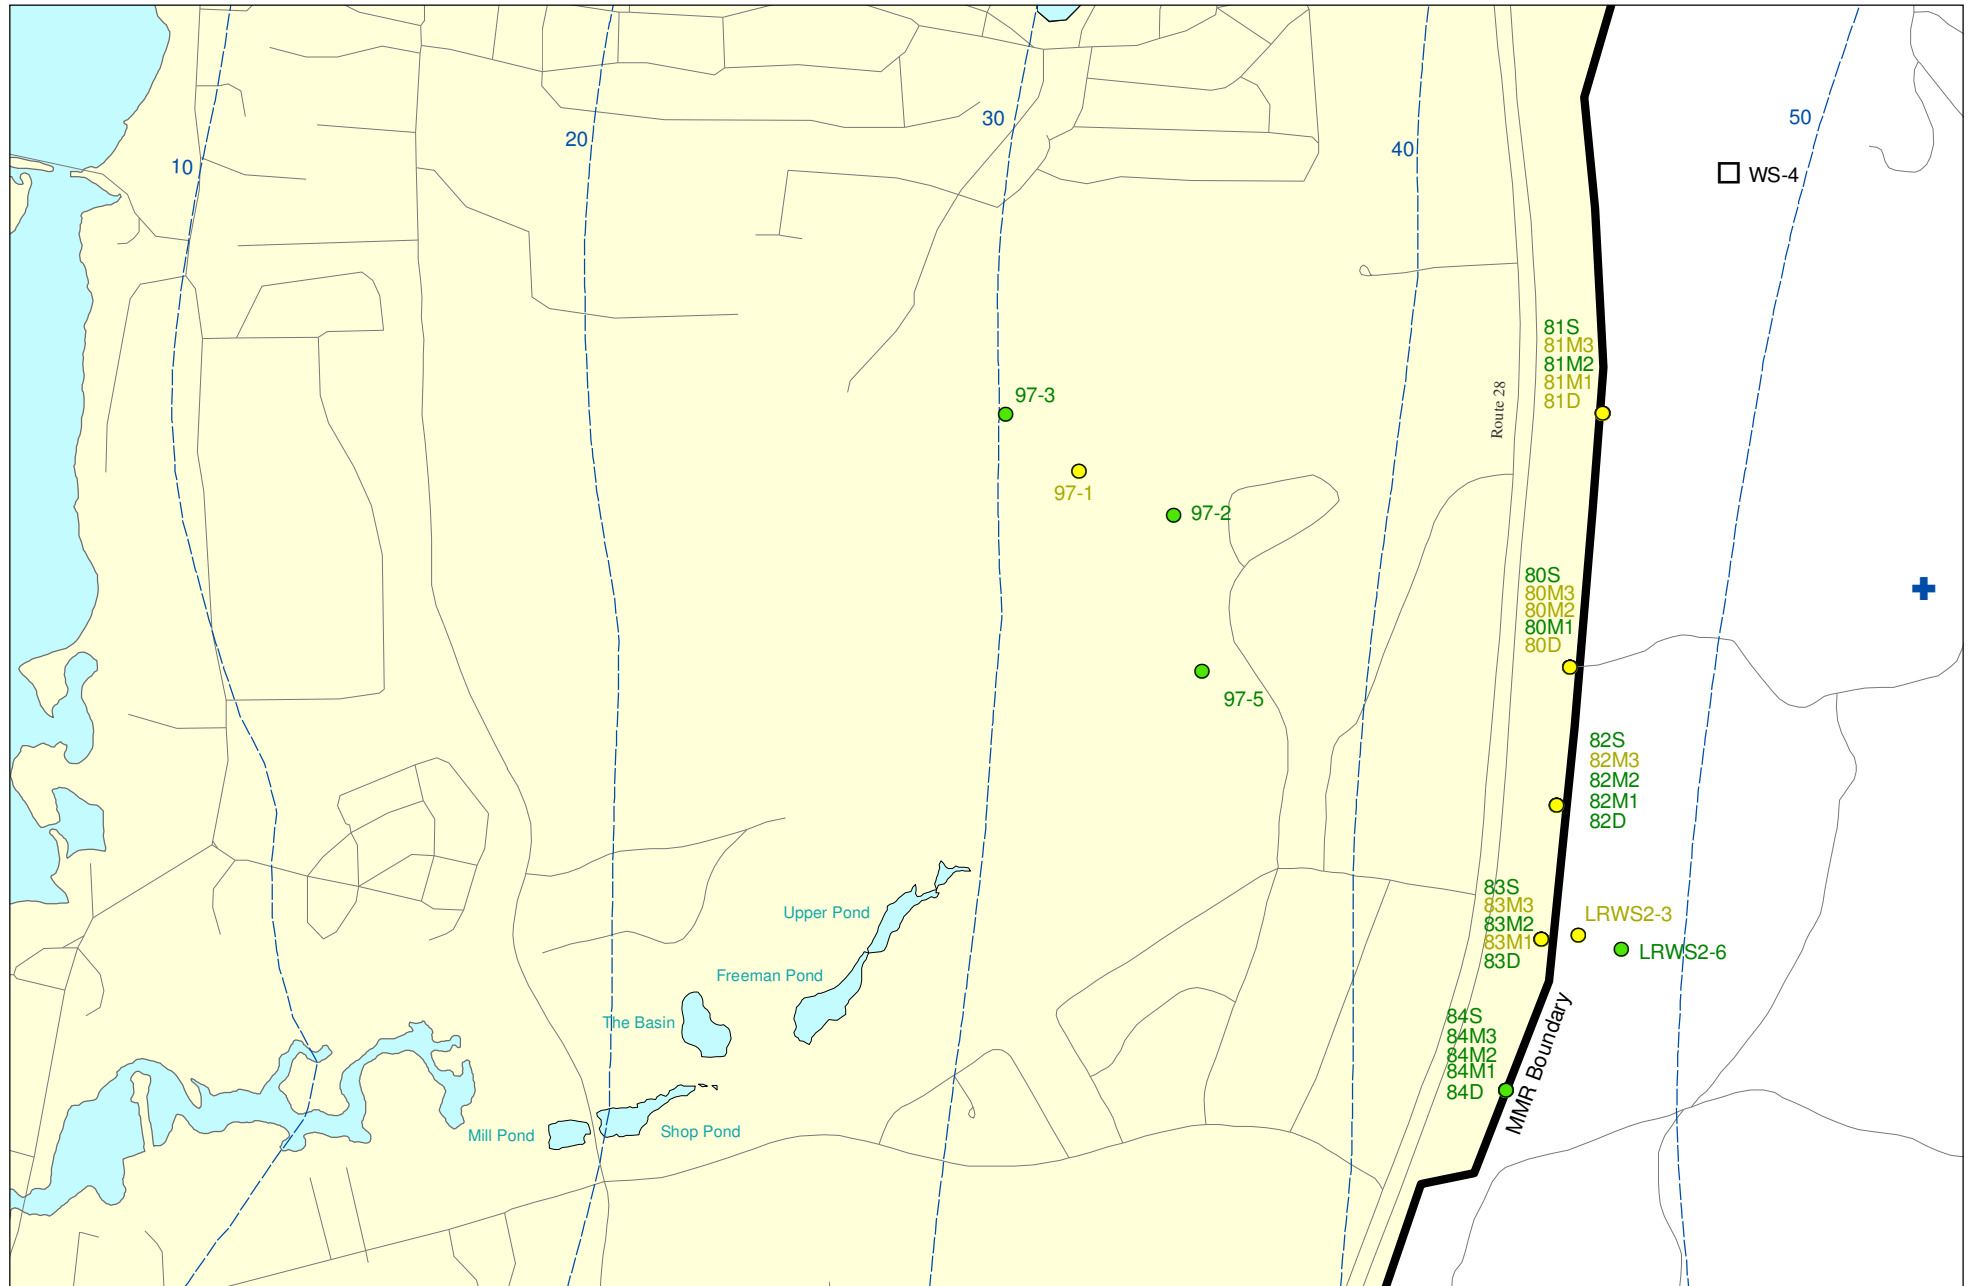 10
20
30
40
50
WS-4
81S
81M3
81M2
81M1
81D
Route 28
97-3
97-1
97-2
80S
80M3
80M2
80M1
80D
97-5
82S
82M3
82M2
82M1
82D
83S
83M3
83M2
83M1
83D
LRWS2-3
LRWS2-6
Upper Pond
Freeman Pond
The Basin
84S
84M3
84M2
84M1
84D
MMR Boundary
Mill Pond
Shop Pond